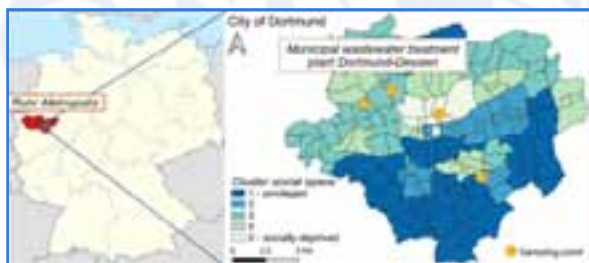 Ruhr Metropolis
City of Dortmund
Municipal wastewater treatment
plant Dortmund-Deusen
Cluster social space
1 - privileged
2
3
4
5 - socially deprived
Sampling point